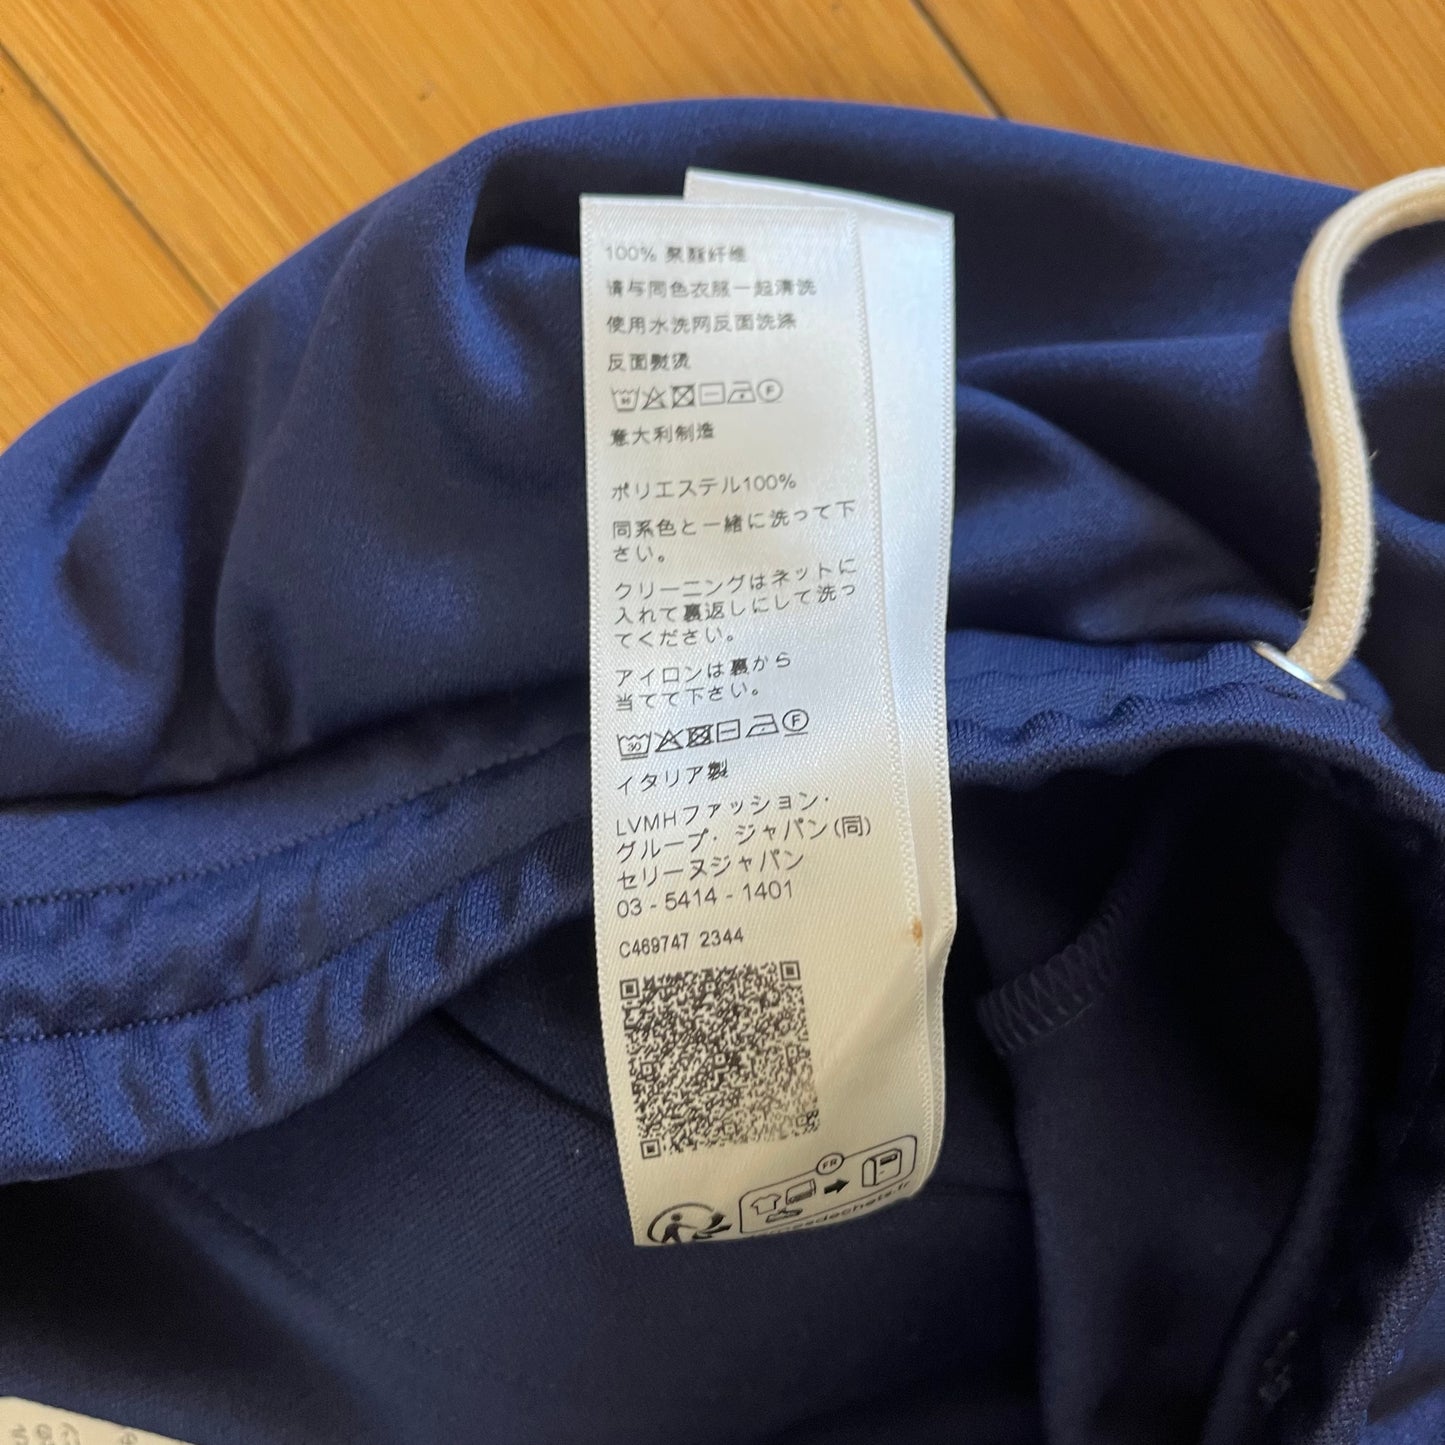 100% 聚酯纤维
请与同色衣服一起清洗
使用水洗网反面洗涤
反面熨烫
意大利制造
ポリエステル100%
同系色と一緒に洗って下
さい。
クリーニングはネットに
入れて裏返しにして洗っ
てください。
アイロンは裏から
当てて下さい。
30
F
イタリア製
LVMHファッション・
グループ・ジャパン(同)
セリーヌジャパン
03 - 5414 - 1401
C469747 2344
FR